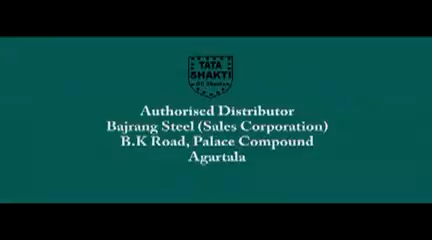 TATA
SHAKTI
Authorised Distributor
Bajrang Steel (Sales Corporation)
B.K Road, Palace Compound
Agartala